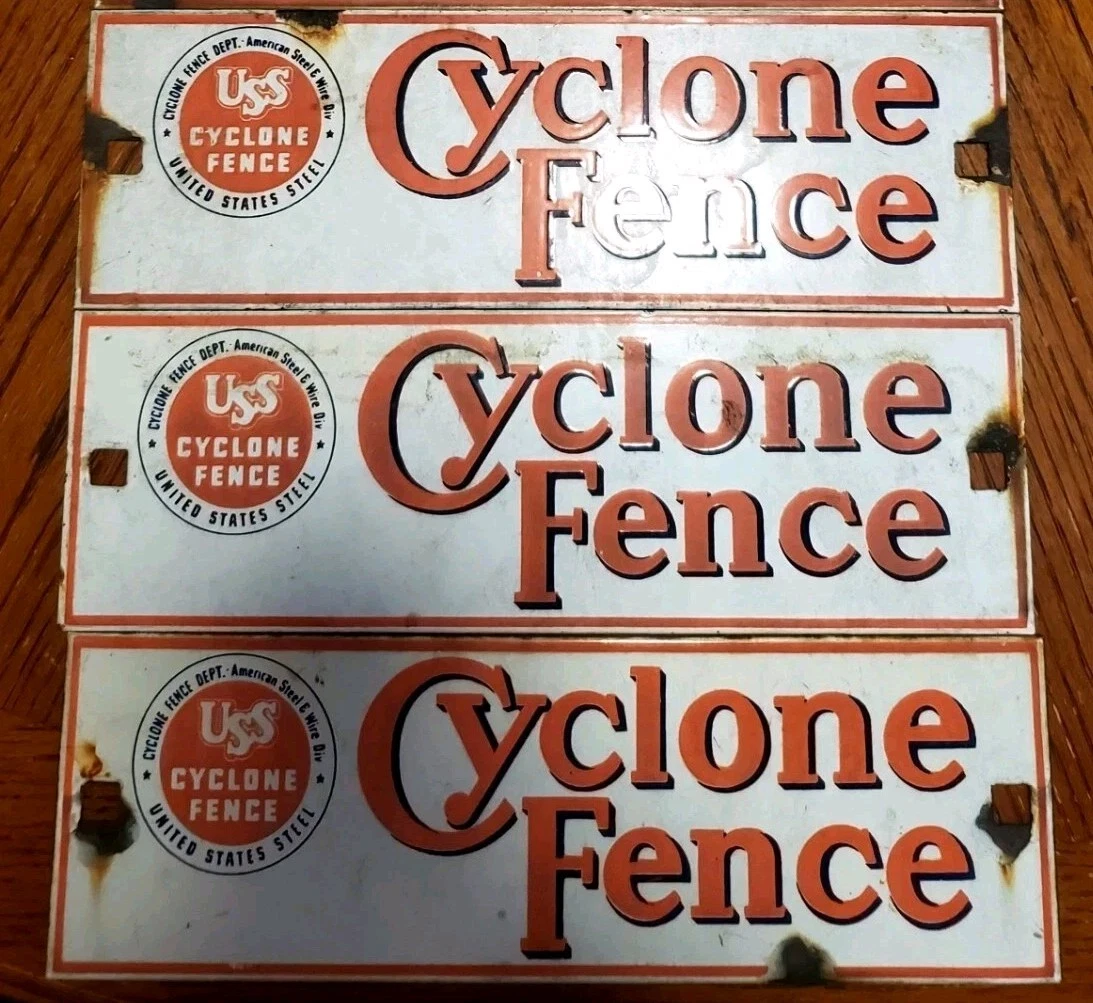 CYCLONE FENCE DEPT. American Steel & Wire Div
USS
CYCLONE
FENCE
UNITED STATES STEEL
Cyclone
Fence
CYCLONE FENCE DEPT. American Steel & Wire Div
USS
CYCLONE
FENCE
UNITED STATES STEEL
Cyclone
Fence
CYCLONE FENCE DEPT. American Steel & Wire Div
USS
CYCLONE
FENCE
UNITED STATES STEEL
Cyclone
Fence